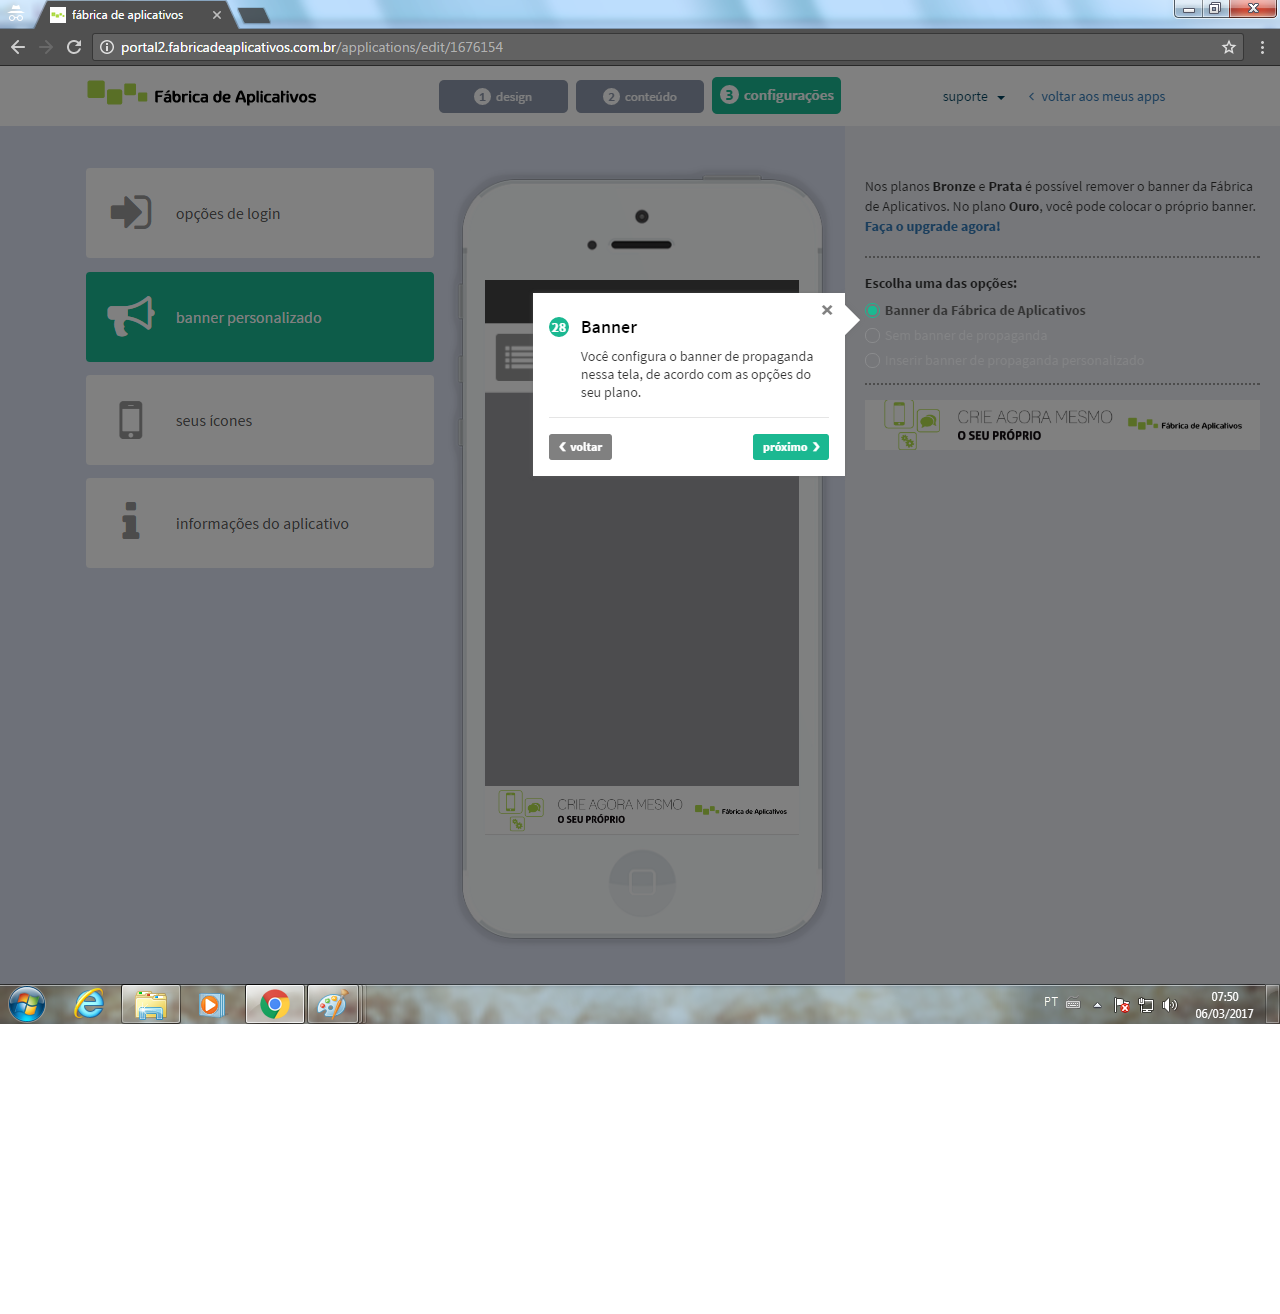 fábrica de aplicativos
portal2.fabricadeaplicativos.com.br/applications/edit/1676154
Fábrica de Aplicativos
1 design
2 conteúdo
3 configurações
suporte
voltar aos meus apps
opções de login
banner personalizado
seus ícones
informações do aplicativo
28 Banner
Você configura o banner de propaganda
nessa tela, de acordo com as opções do
seu plano.
voltar
próximo
CRIE AGORA MESMO
O SEU PRÓPRIO
Fábrica de Aplicativos
Nos planos Bronze e Prata é possível remover o banner da Fábrica
de Aplicativos. No plano Ouro, você pode colocar o próprio banner.
Faça o upgrade agora!
Escolha uma das opções:
Banner da Fábrica de Aplicativos
Sem banner de propaganda
Inserir banner de propaganda personalizado
CRIE AGORA MESMO
O SEU PRÓPRIO
Fábrica de Aplicativos
PT
07:50
06/03/2017